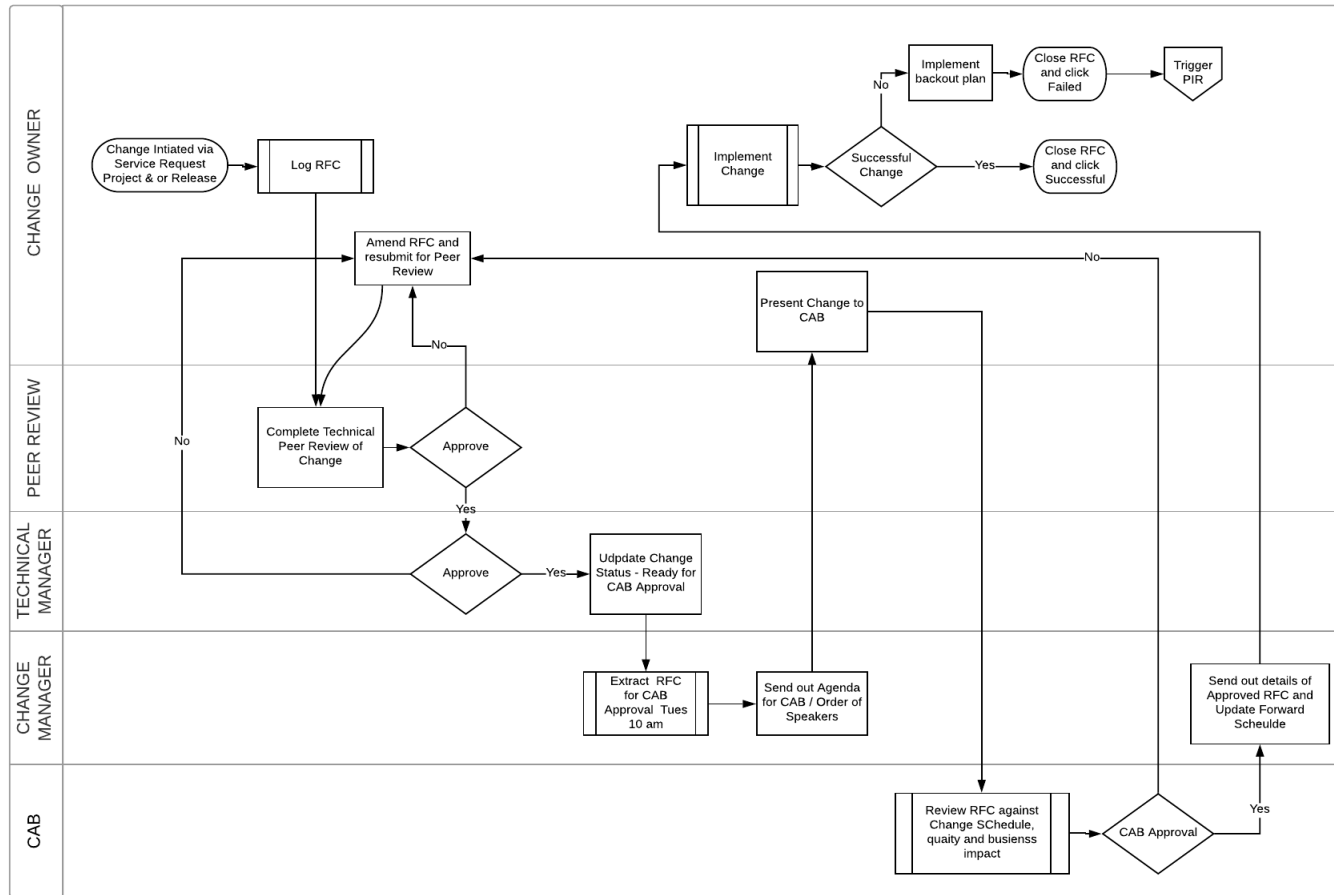 CHANGE OWNER
Change Intiated via
Service Request
Project & or Release
Log RFC
Amend RFC and
resubmit for Peer
Review
No
Present Change to
CAB
Implement
Change
Successful
Change
No
Implement
backout plan
Close RFC
and click
Failed
Trigger
PIR
Yes
Close RFC
and click
Successful
No
PEER REVIEW
No
Complete Technical
Peer Review of
Change
Approve
Yes
TECHNICAL
MANAGER
Approve
Yes
Udpdate Change
Status - Ready for
CAB Approval
CHANGE
MANAGER
Extract RFC
for CAB
Approval Tues
10 am
Send out Agenda
for CAB / Order of
Speakers
Send out details of
Approved RFC and
Update Forward
Scheulde
CAB
Review RFC against
Change SChedule,
quaity and busienss
impact
CAB Approval
Yes